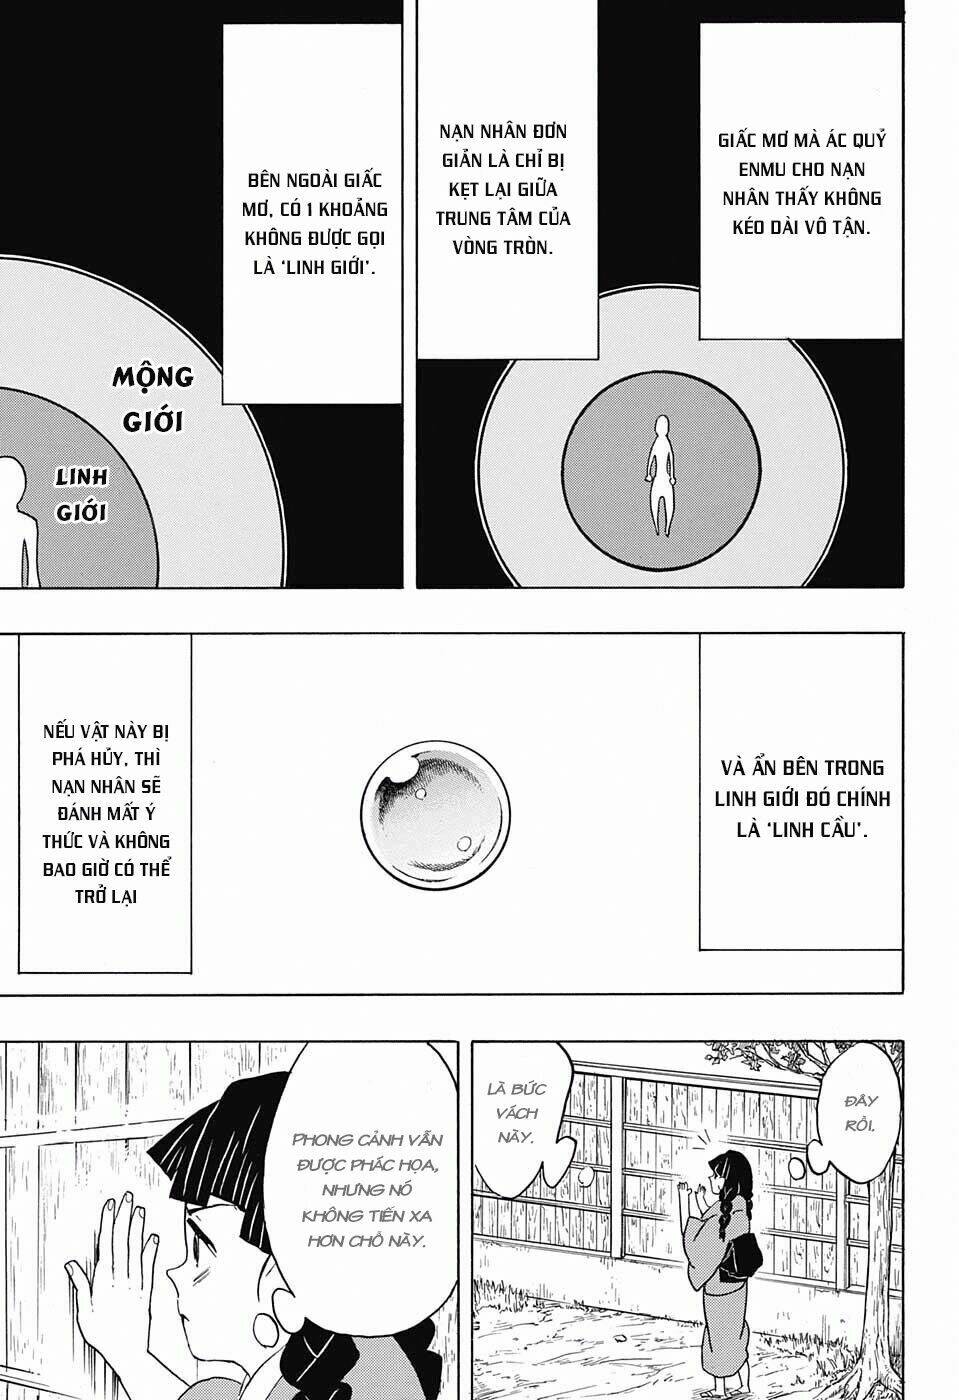 GIẤC MƠ MÀ ÁC QUỶ
ENMU CHO NẠN
NHÂN THẤY KHÔNG
KÉO DÀI VÔ TẬN.
NẠN NHÂN ĐƠN
GIẢN LÀ CHỈ BỊ
KẸT LẠI GIỮA
TRUNG TÂM CỦA
VÒNG TRÒN.
BÊN NGOÀI GIẤC
MƠ, CÓ 1 KHOẢNG
KHÔNG ĐƯỢC GỌI
LÀ ‘LINH GIỚI’.
MỘNG
GIỚI
LINH
GIỚI
VÀ ẨN BÊN TRONG
LINH GIỚI ĐÓ CHÍNH
LÀ ‘LINH CẦU’.
NẾU VẬT NÀY BỊ
PHÁ HỦY, THÌ
NẠN NHÂN SẼ
ĐÁNH MẤT Ý
THỨC VÀ KHÔNG
BAO GIỜ CÓ THỂ
TRỞ LẠI
ĐÂY
RỒI.
LÀ BỨC
VÁCH
NÀY.
PHONG CẢNH VẪN
ĐƯỢC PHÁC HỌA,
NHƯNG NÓ
KHÔNG TIẾN XA
HƠN CHỖ NÀY.